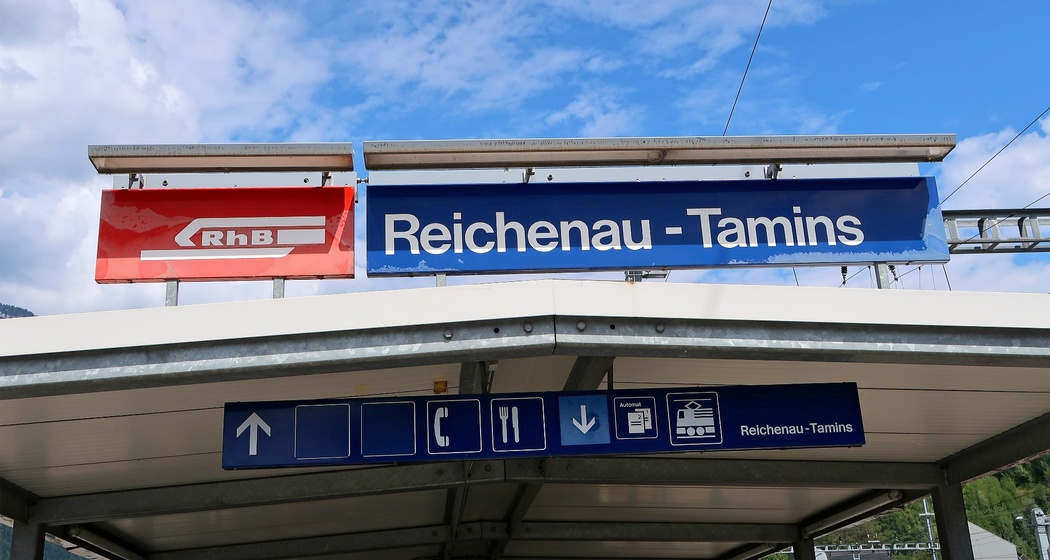 RhB
Reichenau - Tamins
Automat
Reichenau-Tamins